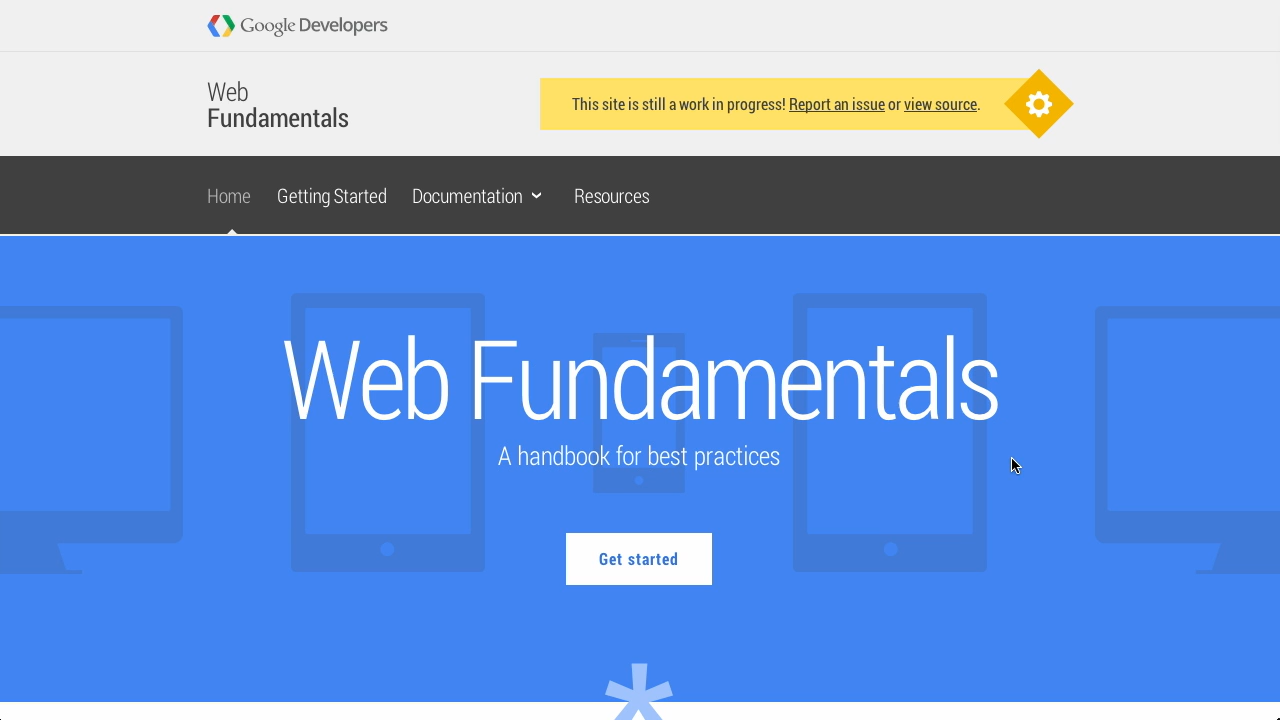 Google Developers
Web
Fundamentals
This site is still a work in progress! Report an issue or view source.
Home Getting Started Documentation Resources
Web Fundamentals
A handbook for best practices
Get started
*